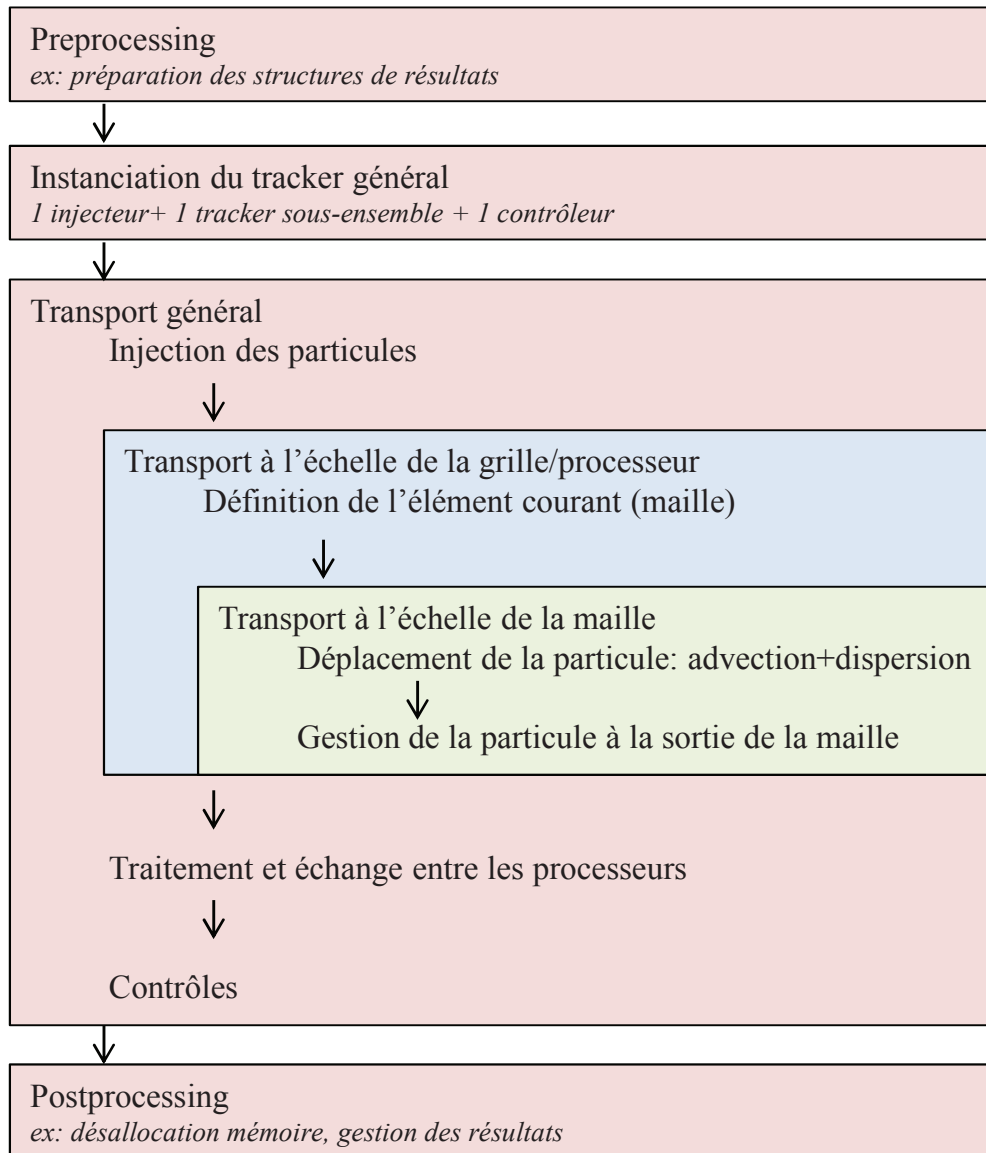 Preprocessing
ex: préparation des structures de résultats
Instanciation du tracker général
1 injecteur+ 1 tracker sous-ensemble + 1 contrôleur
Transport général
Injection des particules
Transport à l’échelle de la grille/processeur
Définition de l’élément courant (maille)
Transport à l’échelle de la maille
Déplacement de la particule: advection+dispersion
Gestion de la particule à la sortie de la maille
Traitement et échange entre les processeurs
Contrôles
Postprocessing
ex: désallocation mémoire, gestion des résultats